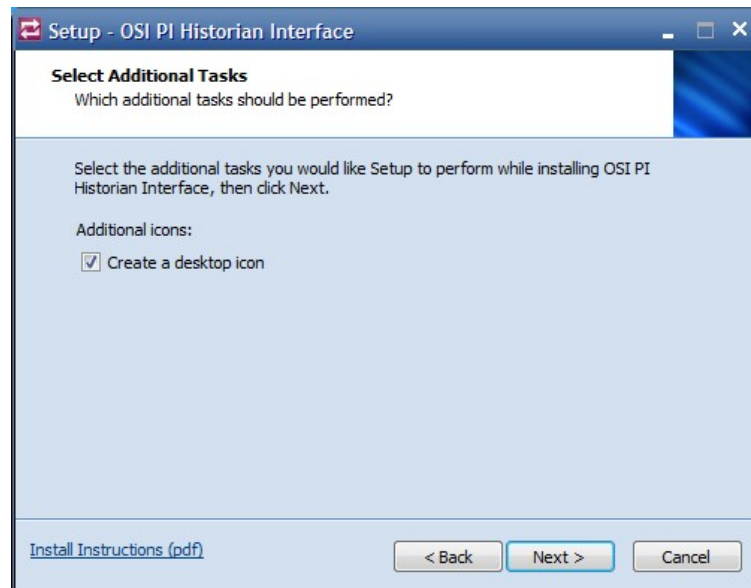 Setup - OSI PI Historian Interface
Select Additional Tasks
Which additional tasks should be performed?
Select the additional tasks you would like Setup to perform while installing OSI PI
Historian Interface, then click Next.
Additional icons:
Create a desktop icon
Install Instructions (pdf)
< Back
Next >
Cancel